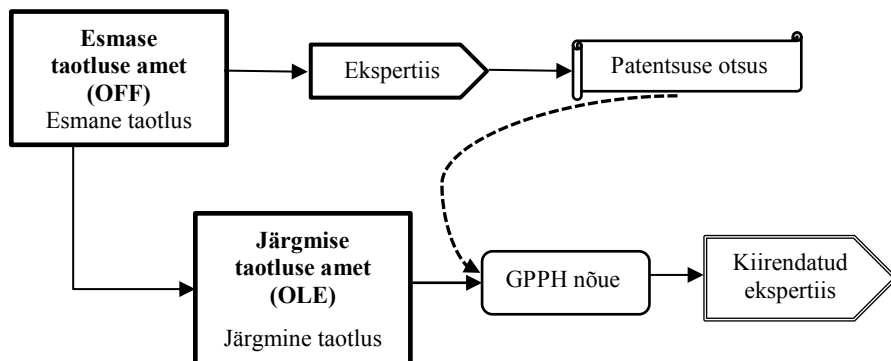 Esmase
taotluse amet
(OFF)
Esmane taotlus
Ekspertiis
Patentsuse otsus
Järgmise
taotluse amet
(OLE)
Järgmine taotlus
GPPH nõue
Kiirendatud
ekspertiis